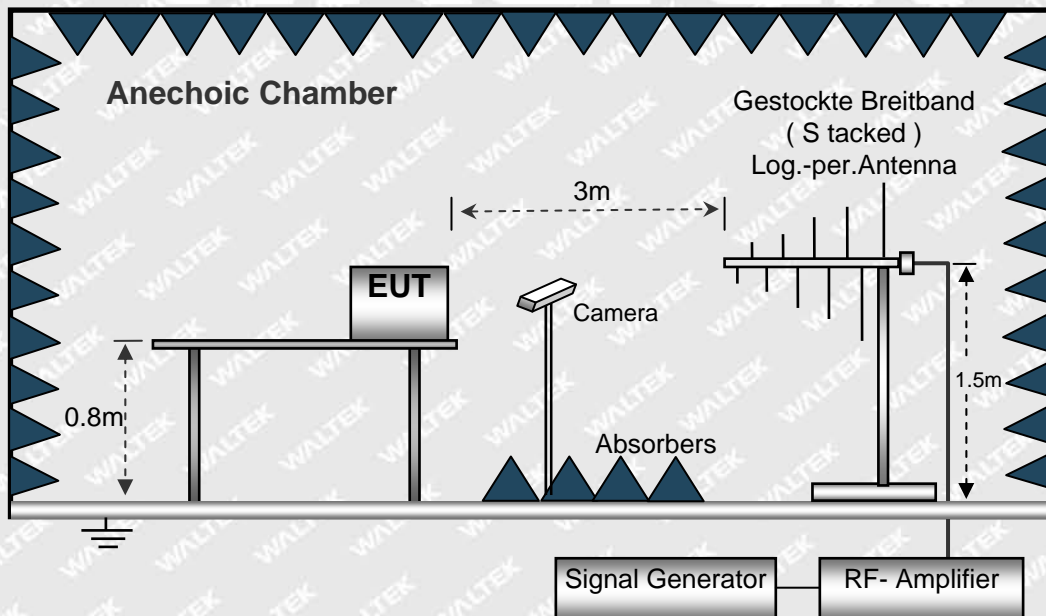 Anechoic Chamber
Gestockte Breitband
( S tacked )
Log.-per.Antenna
3m
EUT
Camera
1.5m
0.8m
Absorbers
Signal Generator
RF- Amplifier
WALTEK